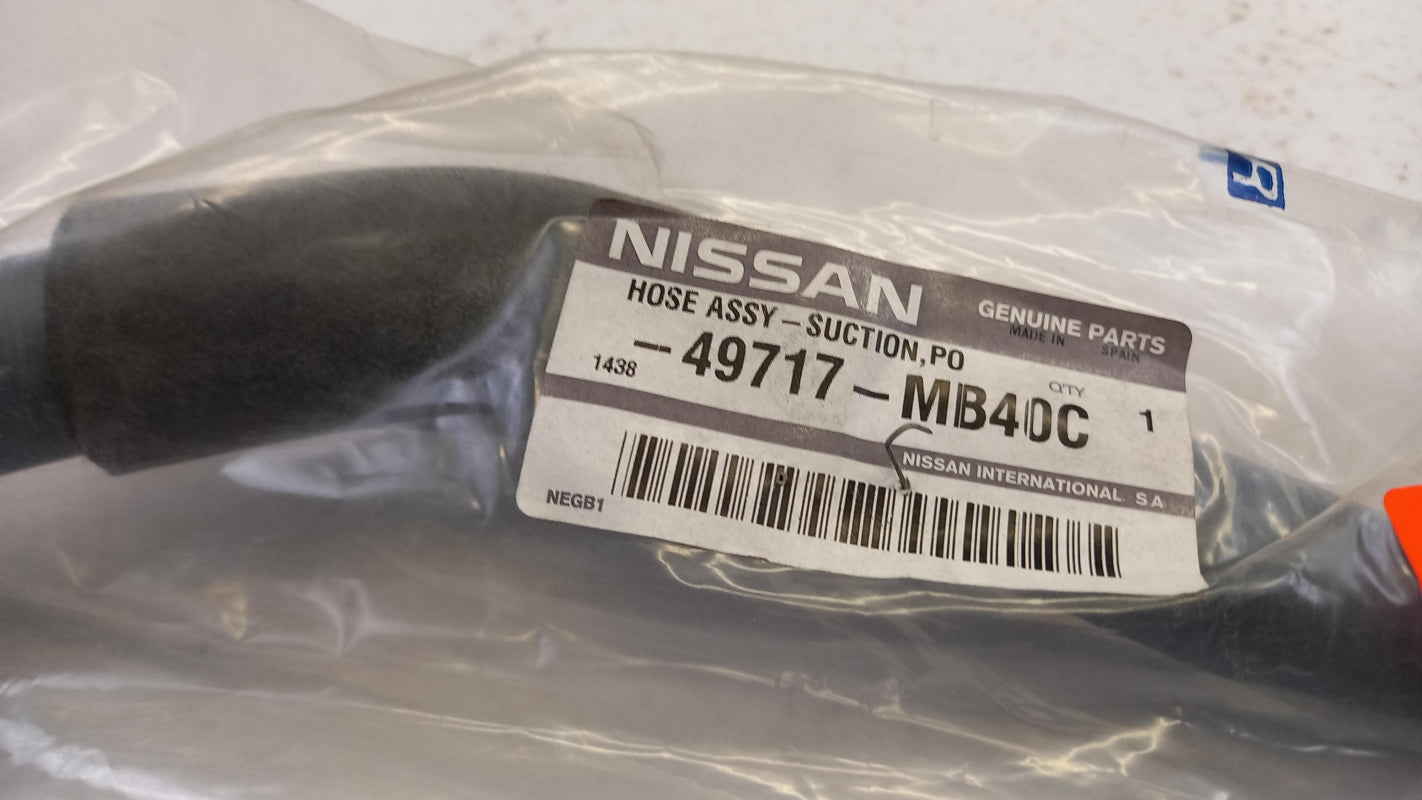 R
NISSAN
GENUINE PARTS
MADE IN SPAIN
HOSE ASSY-SUCTION,PO
-49717-MB40C
1438
QTY 1
NISSAN INTERNATIONAL SA
NEGB1